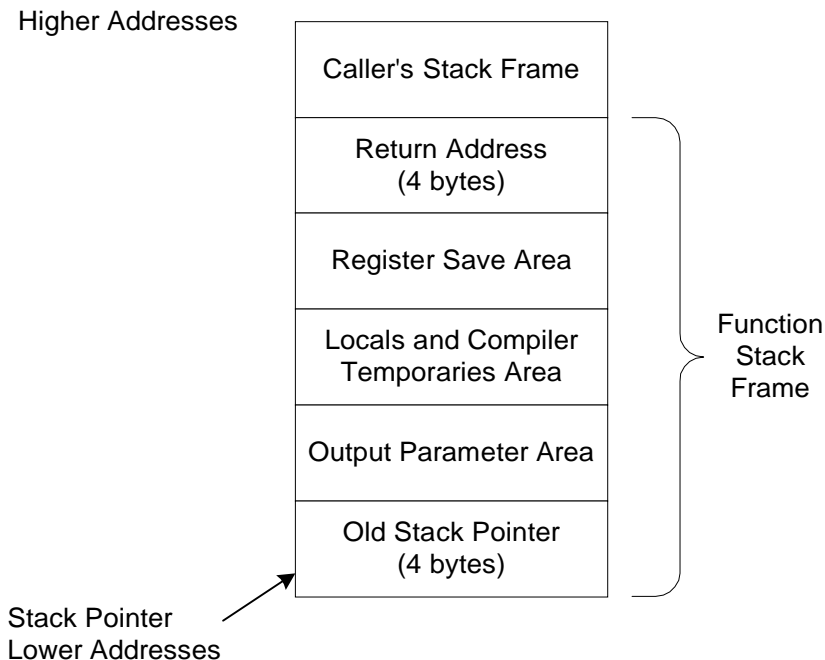 Higher Addresses
Caller's Stack Frame
Return Address
(4 bytes)
Register Save Area
Locals and Compiler
Temporaries Area
Output Parameter Area
Old Stack Pointer
(4 bytes)
Function
Stack
Frame
Stack Pointer
Lower Addresses